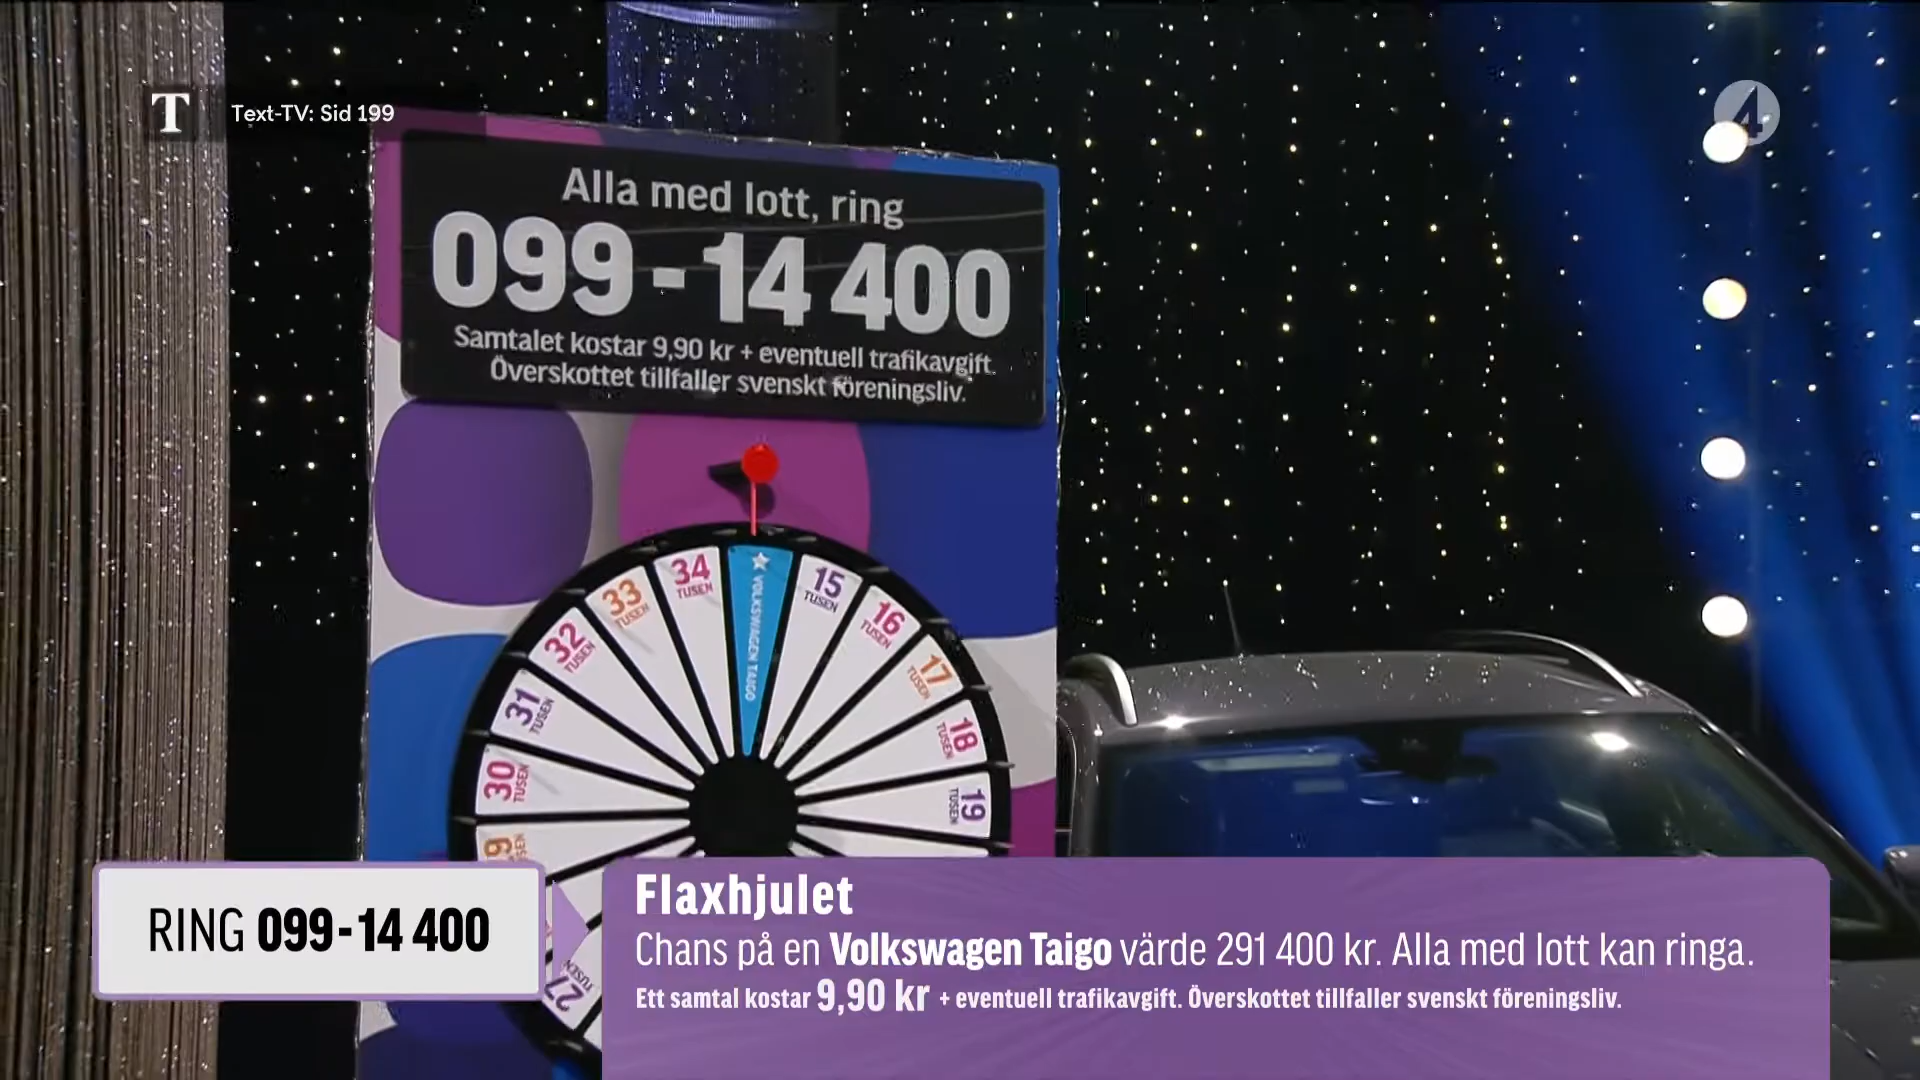 T
Text-TV: Sid 199
4
Alla med lott, ring
099-14 400
Samtalet kostar 9,90 kr + eventuell trafikavgift.
Överskottet tillfaller svenskt föreningsliv.
34
TUSEN
VOLKSWAGEN TAIGO
15
TUSEN
33
TUSEN
16
TUSEN
32
TUSEN
17
TUSEN
31
TUSEN
18
TUSEN
30
TUSEN
19
TUSEN
27
TUSEN
RING 099-14 400
Flaxhjulet
Chans på en Volkswagen Taigo värde 291 400 kr. Alla med lott kan ringa.
Ett samtal kostar 9,90 kr + eventuell trafikavgift. Överskottet tillfaller svenskt föreningsliv.